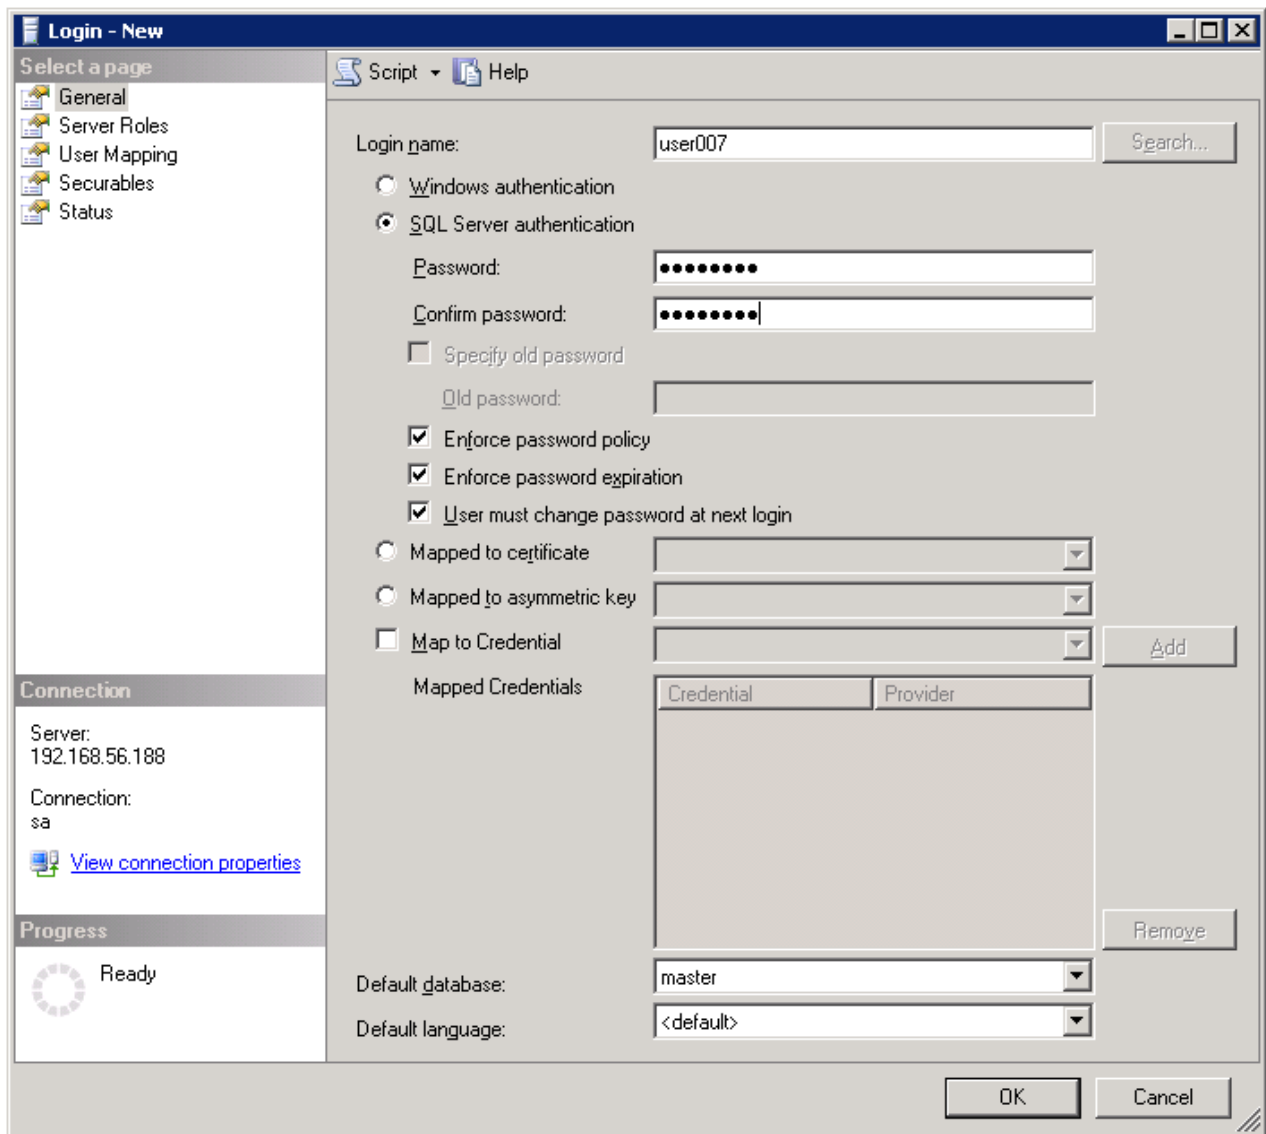 Login - New
Select a page
General
Server Roles
User Mapping
Securables
Status
Connection
Server:
192.168.56.188
Connection:
sa
View connection properties
Progress
Ready
Script Help
Login name: user007 Search...
Windows authentication
SQL Server authentication
Password: ●●●●●●●●
Confirm password: ●●●●●●●●
Specify old password
Old password:
Enforce password policy
Enforce password expiration
User must change password at next login
Mapped to certificate
Mapped to asymmetric key
Map to Credential Add
Mapped Credentials Credential Provider
Remove
Default database: master
Default language: <default>
OK Cancel